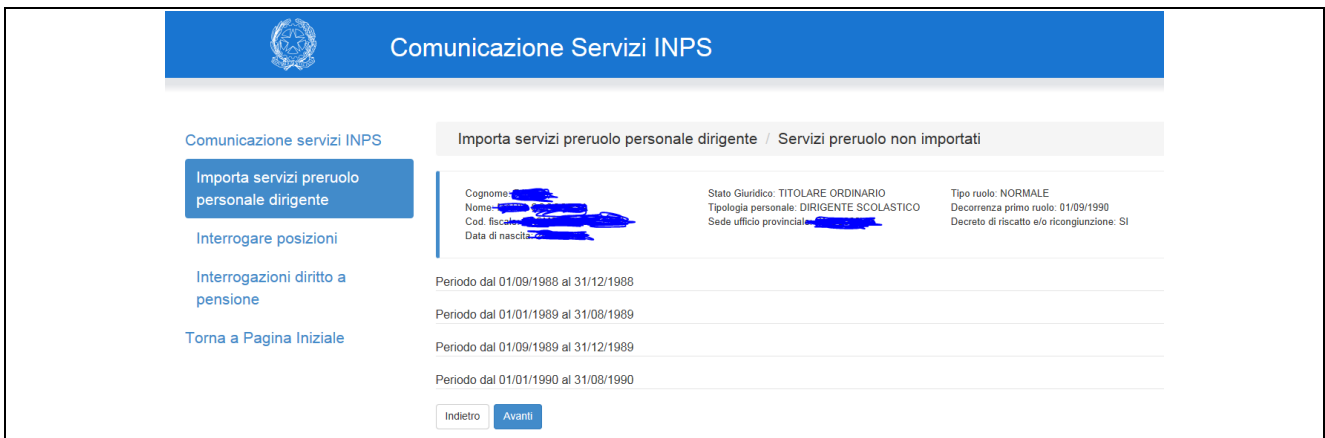 Comunicazione Servizi INPS
Comunicazione servizi INPS
Importa servizi preruolo
personale dirigente
Interrogare posizioni
Interrogazioni diritto a
pensione
Torna a Pagina Iniziale
Importa servizi preruolo personale dirigente / Servizi preruolo non importati
Cognome
Nome
Cod. fiscale
Data di nascita
Stato Giuridico: TITOLARE ORDINARIO
Tipologia personale: DIRIGENTE SCOLASTICO
Sede ufficio provinciale
Tipo ruolo: NORMALE
Decorrenza primo ruolo: 01/09/1990
Decreto di riscatto e/o ricongiunzione: SI
Periodo dal 01/09/1988 al 31/12/1988
Periodo dal 01/01/1989 al 31/08/1989
Periodo dal 01/09/1989 al 31/12/1989
Periodo dal 01/01/1990 al 31/08/1990
Indietro Avanti